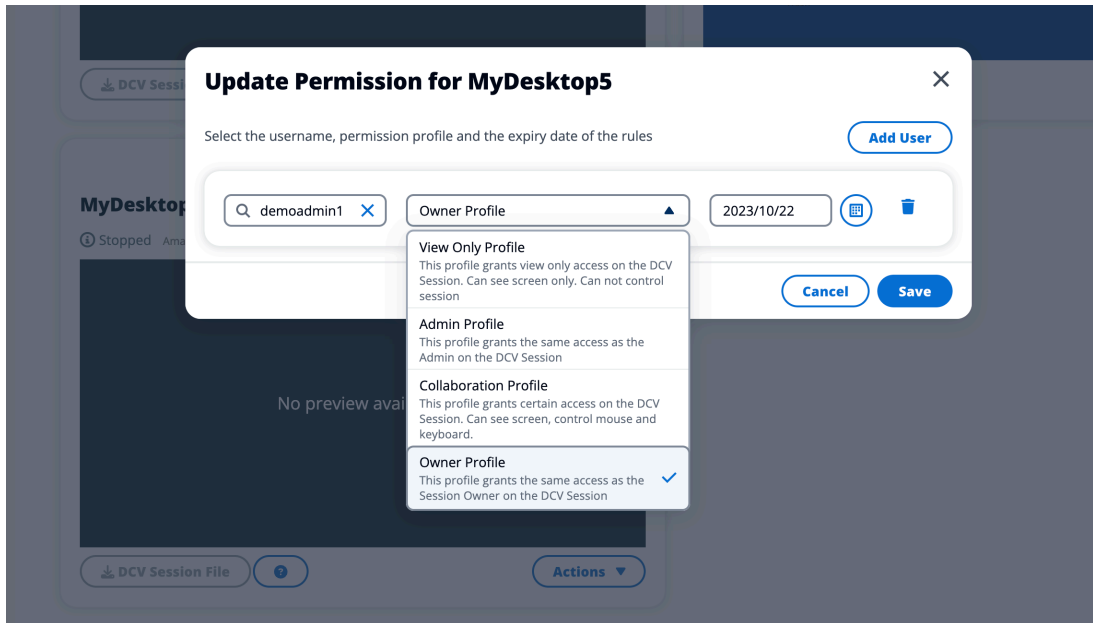 DCV Sessi
Update Permission for MyDesktop5
Select the username, permission profile and the expiry date of the rules
Add User
demoadmin1
Owner Profile
2023/10/22
View Only Profile
This profile grants view only access on the DCV
Session. Can see screen only. Can not control
session
Admin Profile
This profile grants the same access as the
Admin on the DCV Session
Collaboration Profile
This profile grants certain access on the DCV
Session. Can see screen, control mouse and
keyboard.
Owner Profile
This profile grants the same access as the
Session Owner on the DCV Session
Cancel
Save
MyDesktop
Stopped Ama
No preview avai
DCV Session File
Actions